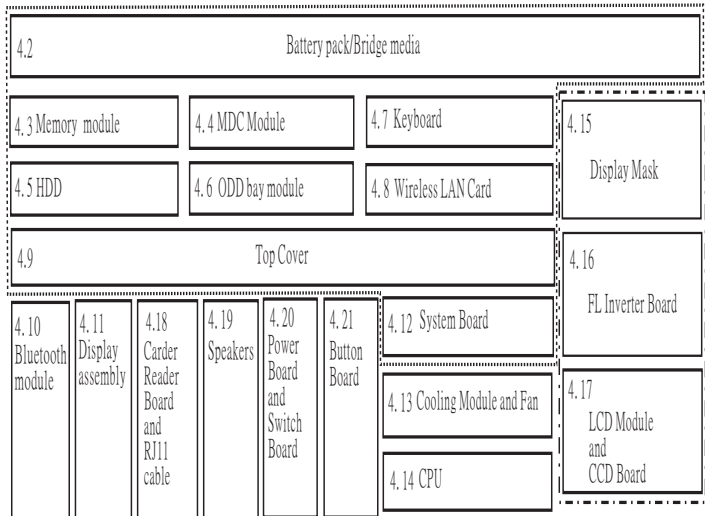 4.2 Battery pack/Bridge media
4.3 Memory module
4.4 MDC Module
4.7 Keyboard
4.5 HDD
4.6 ODD bay module
4.8 Wireless LAN Card
4.9 Top Cover
4.15
Display Mask
4.16
FL Inverter Board
4.17
LCD Module
and
CCD Board
4.10
Bluetooth
module
4.11
Display
assembly
4.18
Carder
Reader
Board
and
RJ11
cable
4.19
Speakers
4.20
Power
Board
and
Switch
Board
4.21
Button
Board
4.12 System Board
4.13 Cooling Module and Fan
4.14 CPU